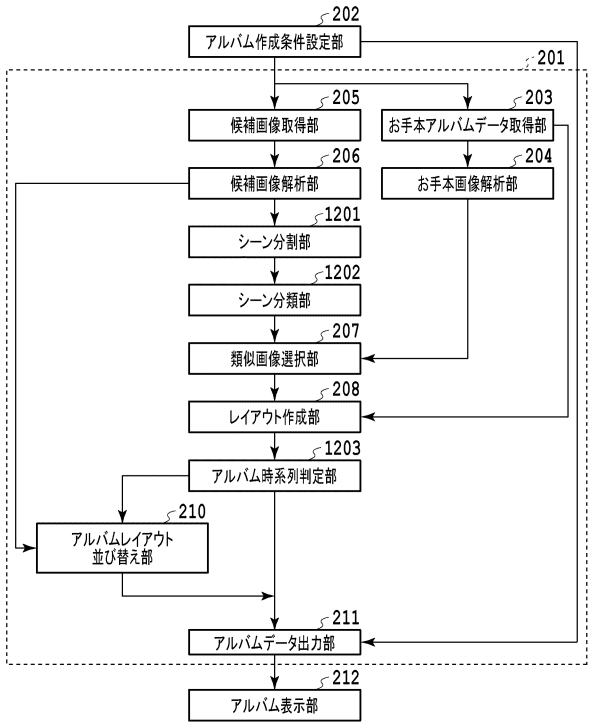 202
アルバム作成条件設定部
201
205
候補画像取得部
203
お手本アルバムデータ取得部
206
候補画像解析部
204
お手本画像解析部
1201
シーン分割部
1202
シーン分類部
207
類似画像選択部
208
レイアウト作成部
1203
アルバム時系列判定部
210
アルバムレイアウト
並び替え部
211
アルバムデータ出力部
212
アルバム表示部